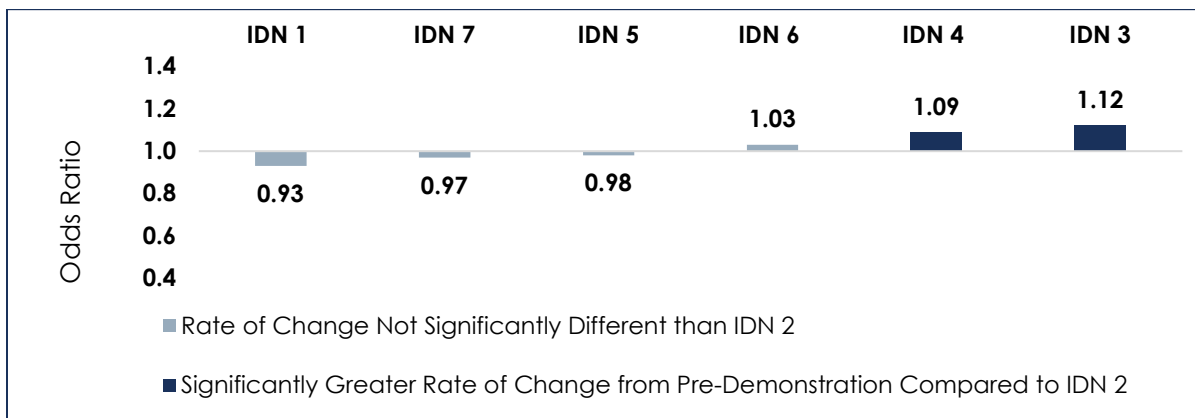 IDN 1 IDN 7 IDN 5 IDN 6 IDN 4 IDN 3
1.4
1.2
1.0
0.8
0.6
0.4
Odds Ratio
0.93 0.97 0.98 1.03 1.09 1.12
Rate of Change Not Significantly Different than IDN 2
Significantly Greater Rate of Change from Pre-Demonstration Compared to IDN 2